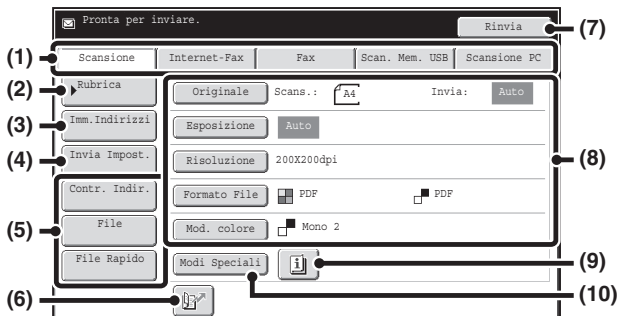 Pronta per inviare.
Rinvia
(7)
(1)
Scansione
Internet-Fax
Fax
Scan. Mem. USB
Scansione PC
(2)
Rubrica
Originale
Scans.:
A4
Invia:
Auto
(3)
Imm.Indirizzi
Esposizione
Auto
(4)
Invia Impost.
Risoluzione
200X200dpi
(8)
Contr. Indir.
Formato File
PDF
PDF
(5)
File
Mod. colore
Mono 2
File Rapido
Modi Speciali
(9)
(6)
(10)